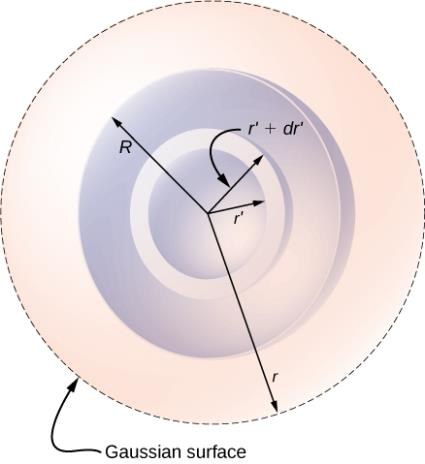 r' + dr'
R
r'
r
Gaussian surface